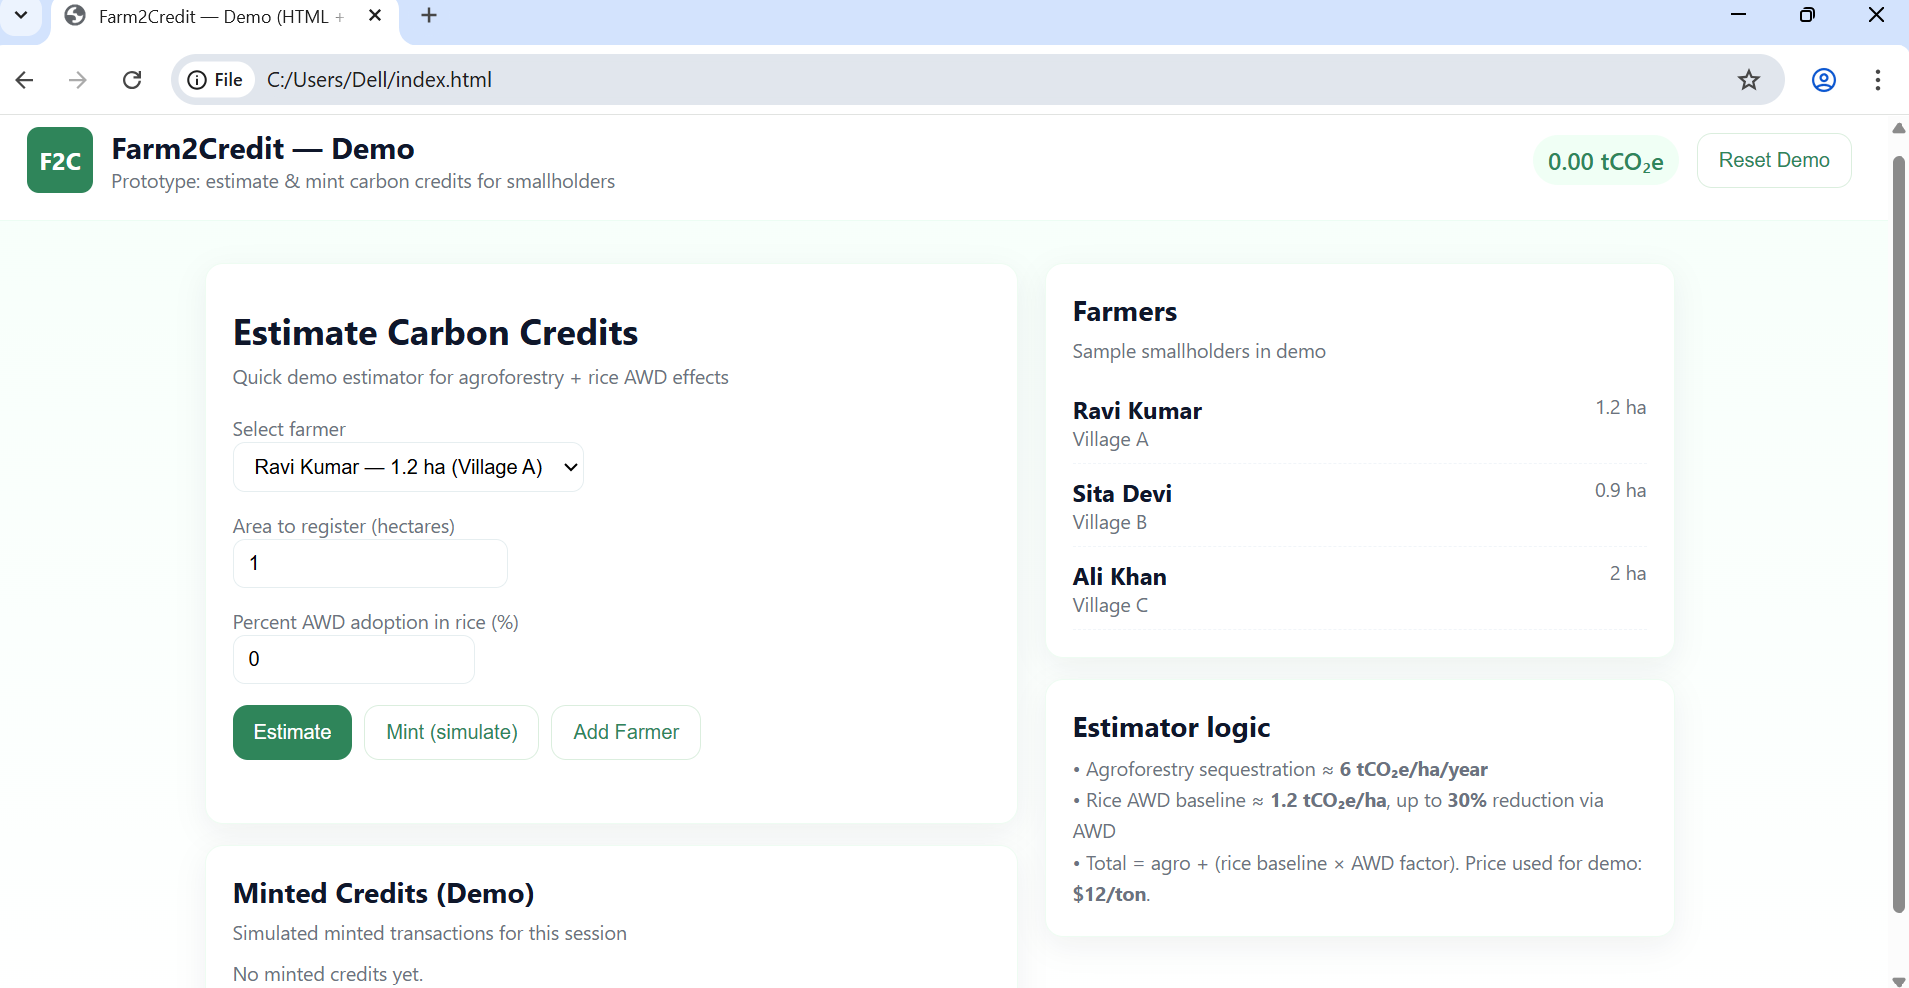 Farm2Credit — Demo (HTML +
File
C:/Users/Dell/index.html
F2C
Farm2Credit — Demo
Prototype: estimate & mint carbon credits for smallholders
0.00 tCO₂e
Reset Demo
Estimate Carbon Credits
Quick demo estimator for agroforestry + rice AWD effects
Select farmer
Ravi Kumar — 1.2 ha (Village A)
Area to register (hectares)
1
Percent AWD adoption in rice (%)
0
Estimate
Mint (simulate)
Add Farmer
Minted Credits (Demo)
Simulated minted transactions for this session
No minted credits yet.
Farmers
Sample smallholders in demo
Ravi Kumar
1.2 ha
Village A
Sita Devi
0.9 ha
Village B
Ali Khan
2 ha
Village C
Estimator logic
• Agroforestry sequestration ≈ 6 tCO₂e/ha/year
• Rice AWD baseline ≈ 1.2 tCO₂e/ha, up to 30% reduction via
AWD
• Total = agro + (rice baseline × AWD factor). Price used for demo:
$12/ton.